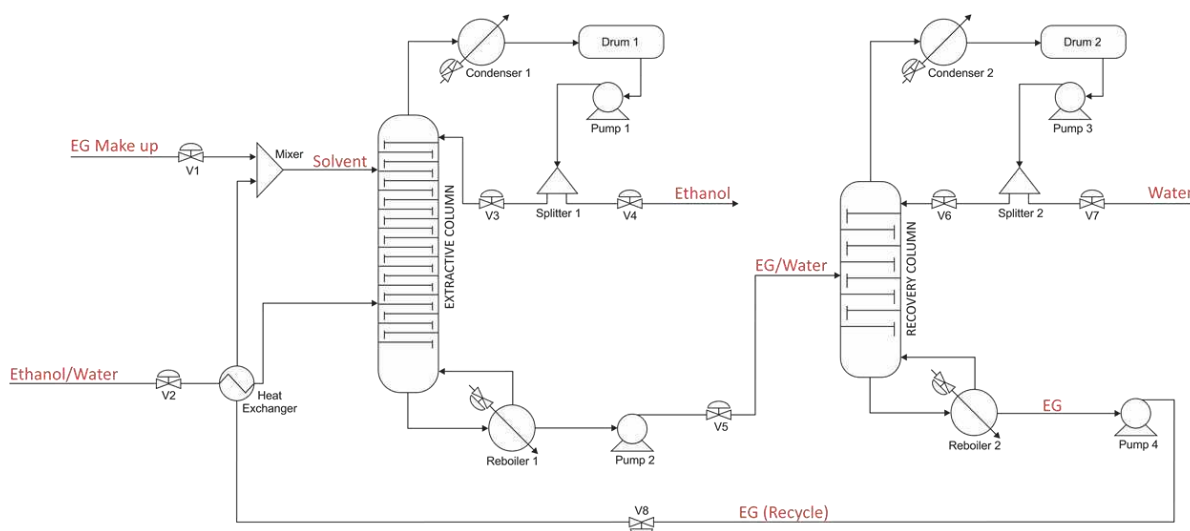 Drum 1
Drum 2
Condenser 1
Condenser 2
Pump 1
Pump 3
EG Make up
Mixer
Solvent
V1
Ethanol
Water
V3
Splitter 1
V4
V6
Splitter 2
V7
EXTRACTIVE COLUMN
EG/Water
RECOVERY COLUMN
Ethanol/Water
V2
Heat
Exchanger
EG
V5
Reboiler 1
Pump 2
Reboiler 2
Pump 4
V8
EG (Recycle)